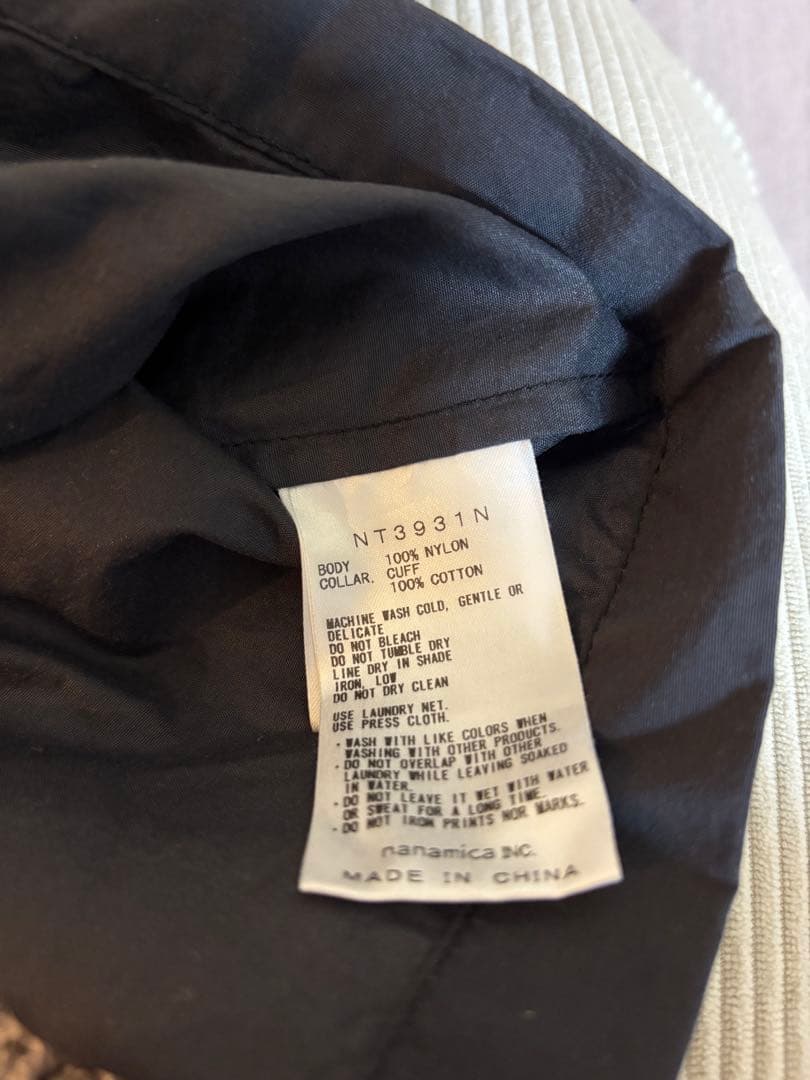 NT3931N
BODY 100% NYLON
COLLAR. CUFF
100% COTTON
MACHINE WASH COLD, GENTLE OR
DELICATE
DO NOT BLEACH
DO NOT TUMBLE DRY
LINE DRY IN SHADE
IRON, LOW
DO NOT DRY CLEAN
USE LAUNDRY NET.
USE PRESS CLOTH.
・WASH WITH LIKE COLORS WHEN
WASHING WITH OTHER PRODUCTS.
・DO NOT OVERLAP WITH OTHER
LAUNDRY WHILE LEAVING SOAKED
IN WATER.
・DO NOT LEAVE IT WET WITH WATER
OR SWEAT FOR A LONG TIME.
・DO NOT IRON PRINTS NOR MARKS.
nanamica INC.
MADE IN CHINA